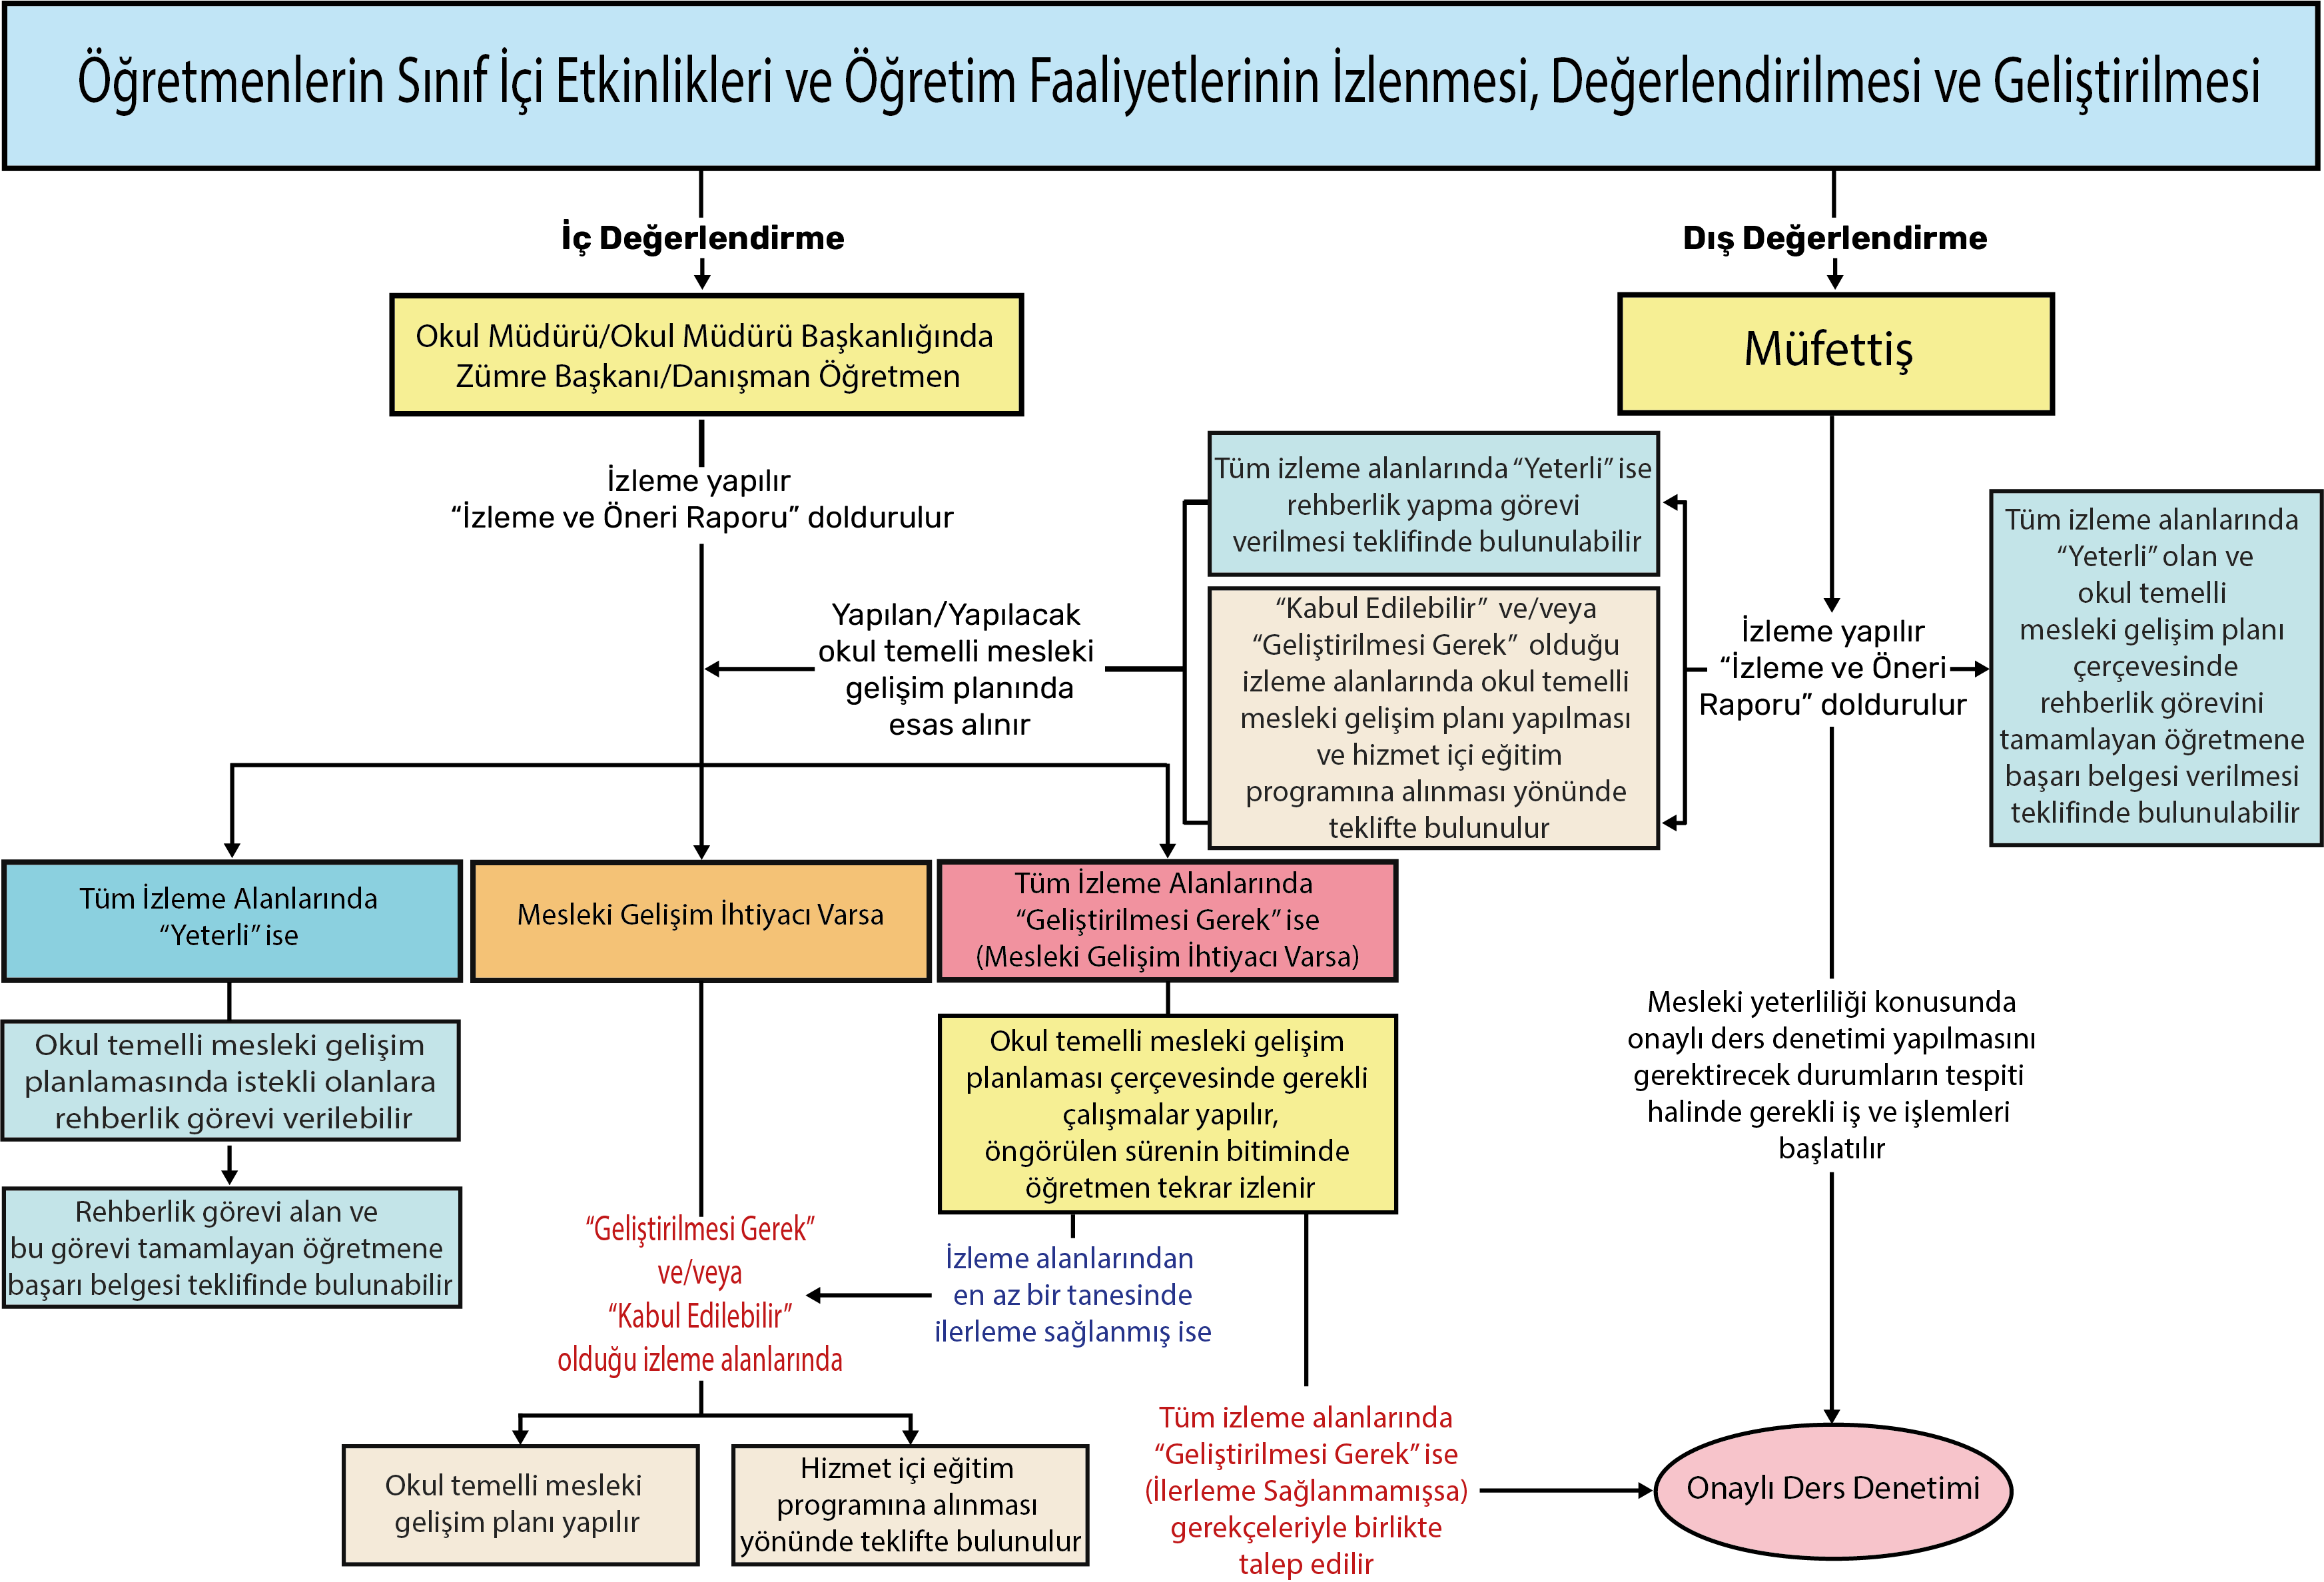 Öğretmenlerin Sınıf İçi Etkinlikleri ve Öğretim Faaliyetlerinin İzlenmesi, Değerlendirilmesi ve Geliştirilmesi
İç Değerlendirme
Okul Müdürü/Okul Müdürü Başkanlığında
Zümre Başkanı/Danışman Öğretmen
İzleme yapılır
“İzleme ve Öneri Raporu” doldurulur
Yapılan/Yapılacak
okul temelli mesleki
gelişim planında
esas alınır
Dış Değerlendirme
Müfettiş
Tüm izleme alanlarında “Yeterli” ise
rehberlik yapma görevi
verilmesi teklifinde bulunulabilir
“Kabul Edilebilir” ve/veya
“Geliştirilmesi Gerek” olduğu
izleme alanlarında okul temelli
mesleki gelişim planı yapılması
ve hizmet içi eğitim
programına alınması yönünde
teklifte bulunulur
İzleme yapılır
“İzleme ve Öneri
Raporu” doldurulur
Tüm izleme alanlarında
“Yeterli” olan ve
okul temelli
mesleki gelişim planı
çerçevesinde
rehberlik görevini
tamamlayan öğretmene
başarı belgesi verilmesi
teklifinde bulunulabilir
Tüm İzleme Alanlarında
“Yeterli” ise
Okul temelli mesleki gelişim
planlamasında istekli olanlara
rehberlik görevi verilebilir
Rehberlik görevi alan ve
bu görevi tamamlayan öğretmene
başarı belgesi teklifinde bulunabilir
Mesleki Gelişim İhtiyacı Varsa
“Geliştirilmesi Gerek”
ve/veya
“Kabul Edilebilir”
olduğu izleme alanlarında
Okul temelli mesleki
gelişim planı yapılır
Hizmet içi eğitim
programına alınması
yönünde teklifte bulunulur
Tüm İzleme Alanlarında
“Geliştirilmesi Gerek” ise
(Mesleki Gelişim İhtiyacı Varsa)
Okul temelli mesleki gelişim
planlaması çerçevesinde gerekli
çalışmalar yapılır,
öngörülen sürenin bitiminde
öğretmen tekrar izlenir
İzleme alanlarından
en az bir tanesinde
ilerleme sağlanmış ise
Tüm izleme alanlarında
“Geliştirilmesi Gerek” ise
(İlerleme Sağlanmamışsa)
gerekçeleriyle birlikte
talep edilir
Mesleki yeterliliği konusunda
onaylı ders denetimi yapılmasını
gerektirecek durumların tespiti
halinde gerekli iş ve işlemleri
başlatılır
Onaylı Ders Denetimi